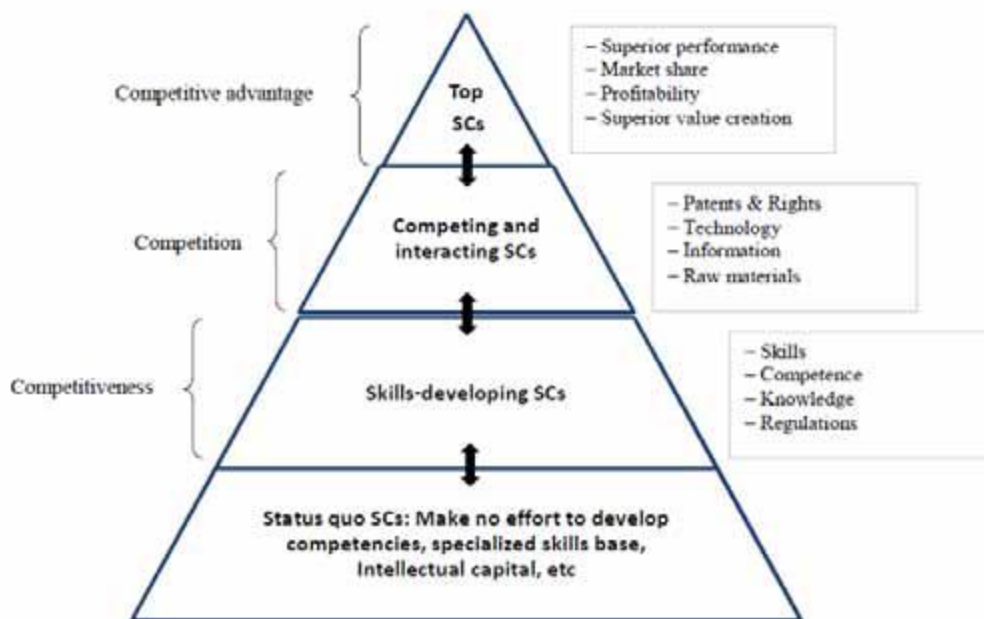 Competitive advantage
Top
SCs
– Superior performance
– Market share
– Profitability
– Superior value creation
Competition
Competing and
interacting SCs
– Patents & Rights
– Technology
– Information
– Raw materials
Competitiveness
Skills-developing SCs
– Skills
– Competence
– Knowledge
– Regulations
Status quo SCs: Make no effort to develop
competencies, specialized skills base,
Intellectual capital, etc